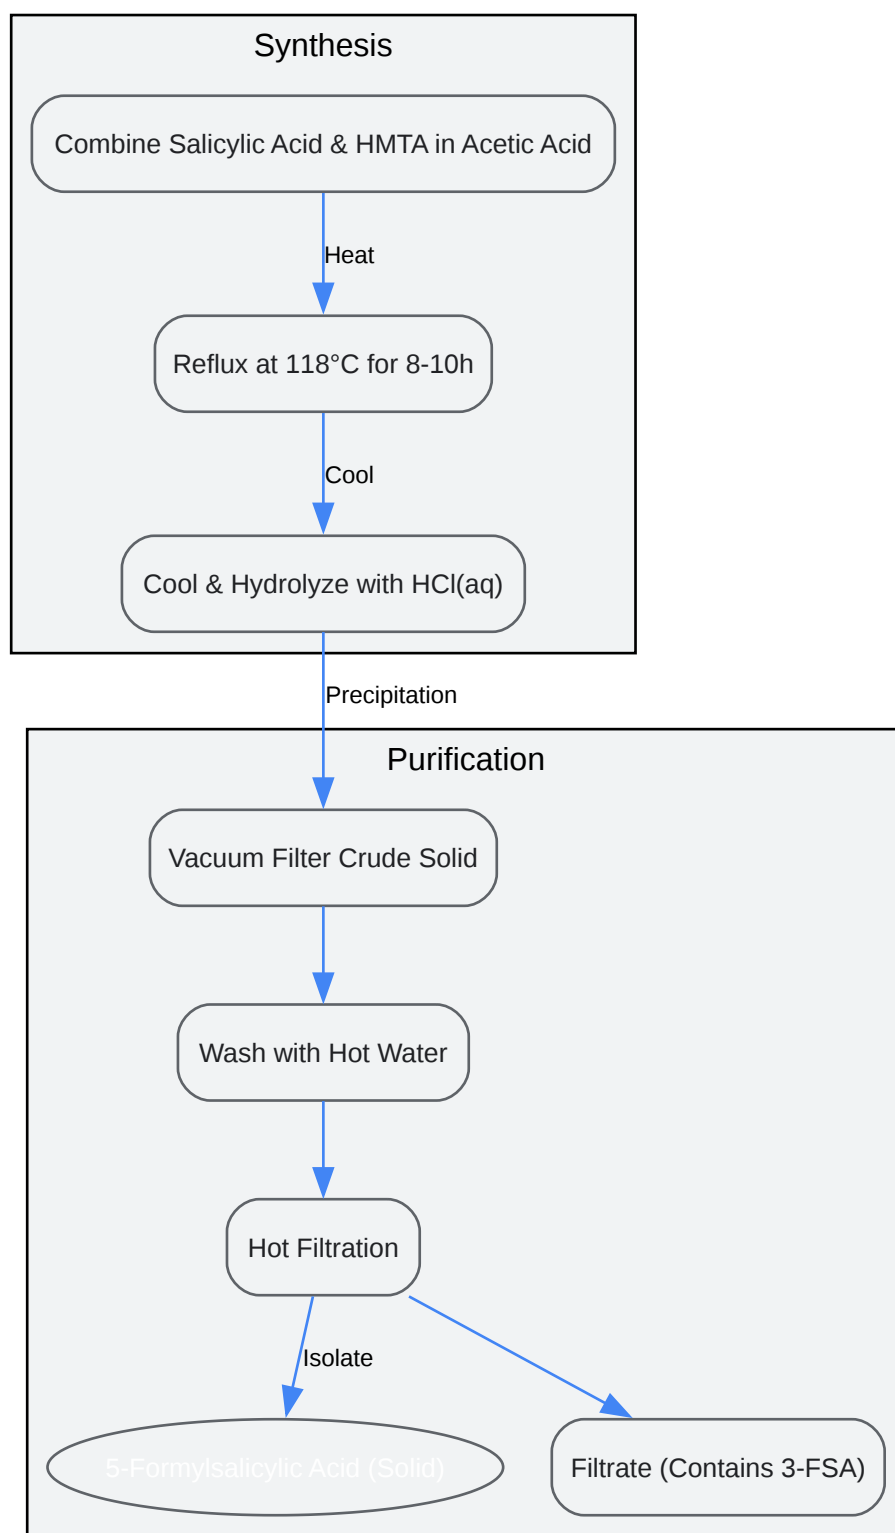 Synthesis
Combine Salicylic Acid & HMTA in Acetic Acid
Heat
Reflux at 118°C for 8-10h
Cool
Cool & Hydrolyze with HCl(aq)
Precipitation
Purification
Vacuum Filter Crude Solid
Wash with Hot Water
Hot Filtration
Isolate
5-Formylsalicylic Acid (Solid)
Filtrate (Contains 3-FSA)